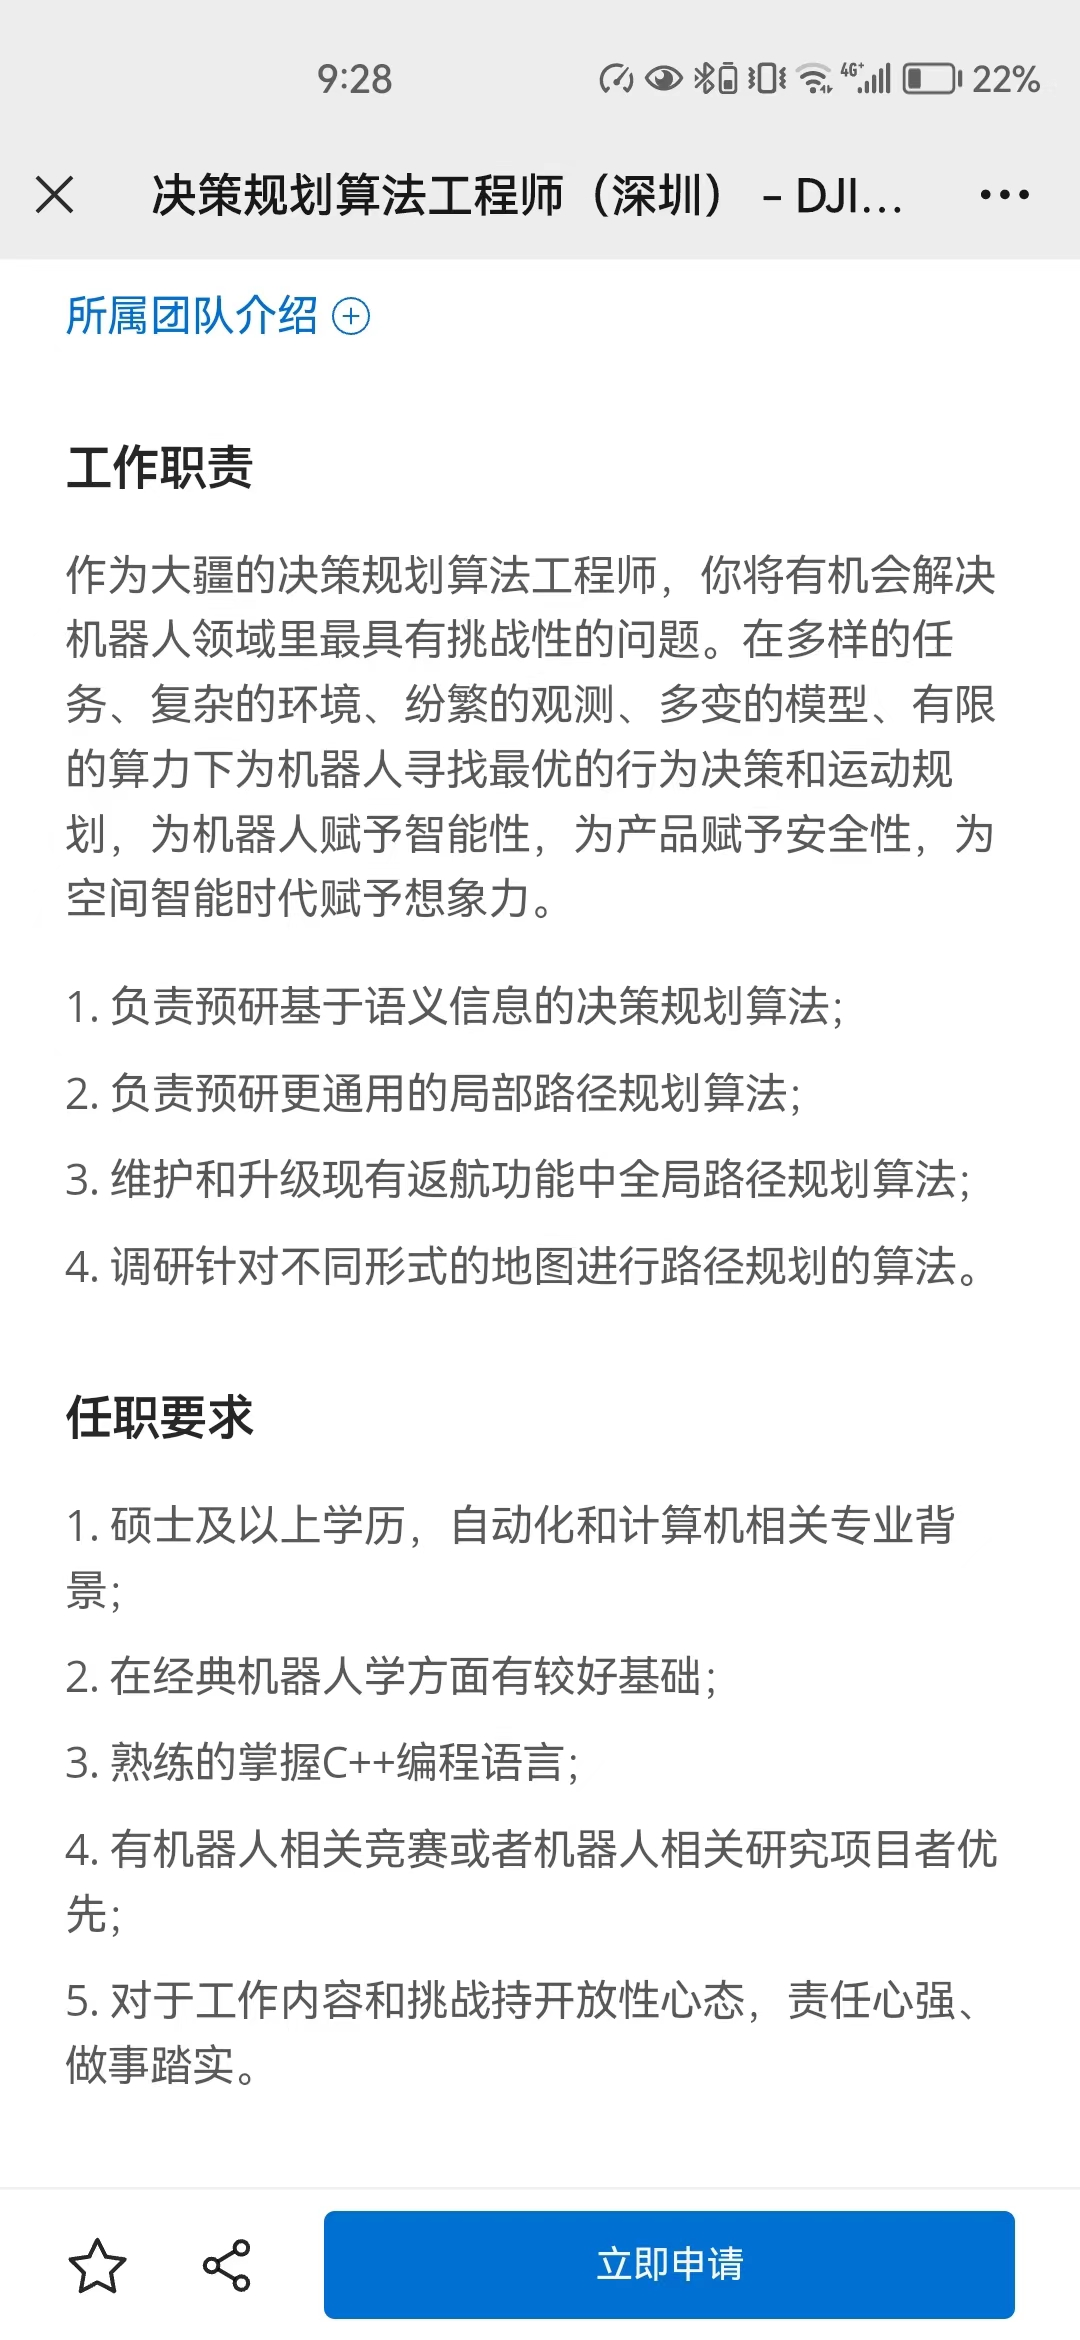 9:28
4G+
22%
决策规划算法工程师（深圳） - DJI...
所属团队介绍
工作职责
作为大疆的决策规划算法工程师，你将有机会解决
机器人领域里最具有挑战性的问题。在多样的任
务、复杂的环境、纷繁的观测、多变的模型、有限
的算力下为机器人寻找最优的行为决策和运动规
划，为机器人赋予智能性，为产品赋予安全性，为
空间智能时代赋予想象力。
1. 负责预研基于语义信息的决策规划算法;
2. 负责预研更通用的局部路径规划算法;
3. 维护和升级现有返航功能中全局路径规划算法;
4. 调研针对不同形式的地图进行路径规划的算法。
任职要求
1. 硕士及以上学历，自动化和计算机相关专业背
景;
2. 在经典机器人学方面有较好基础;
3. 熟练的掌握C++编程语言;
4. 有机器人相关竞赛或者机器人相关研究项目者优
先;
5. 对于工作内容和挑战持开放性心态，责任心强、
做事踏实。
立即申请